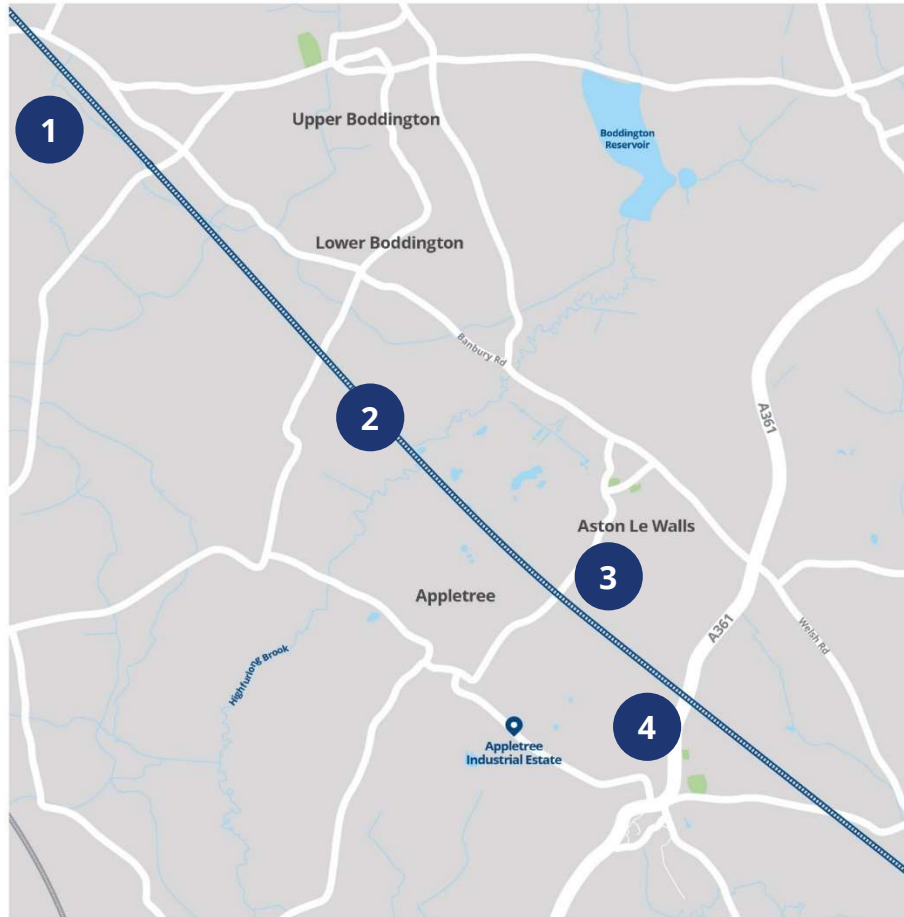 1
Upper Boddington
Boddington
Reservoir
Lower Boddington
Banbury Rd
A361
2
Aston Le Walls
3
Appletree
A361
Welsh Rd
Highfurlong Brook
4
Appletree
Industrial Estate